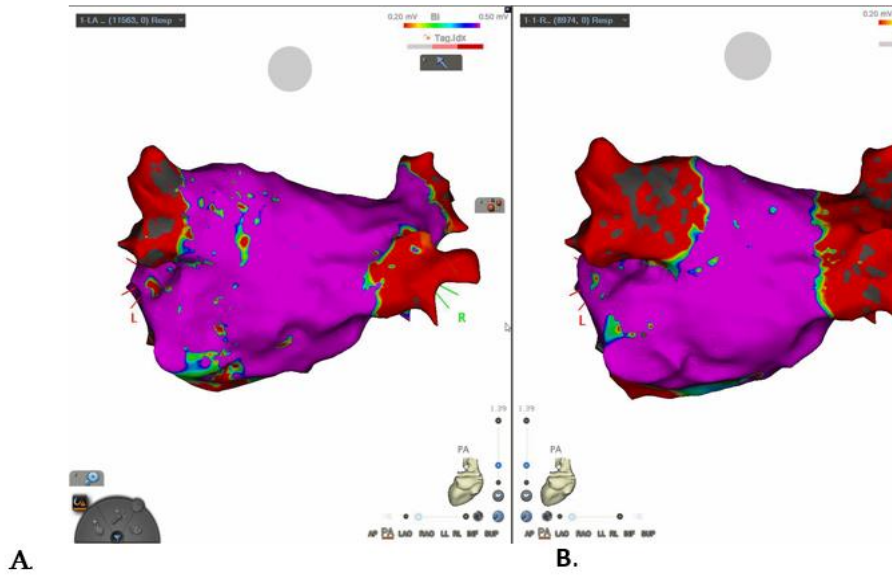 1-LA .. (11563, 0) Resp
0.20 mV Bi 0.50 mV
Tag.Idx
L
R
1.39
PA
AP PA LAO RAO LL RL INF SUP
A.
1-1-R.. (8974, 0) Resp
0.20 mV
L
1.39
PA
AP PA LAO RAO LL RL INF SUP
B.